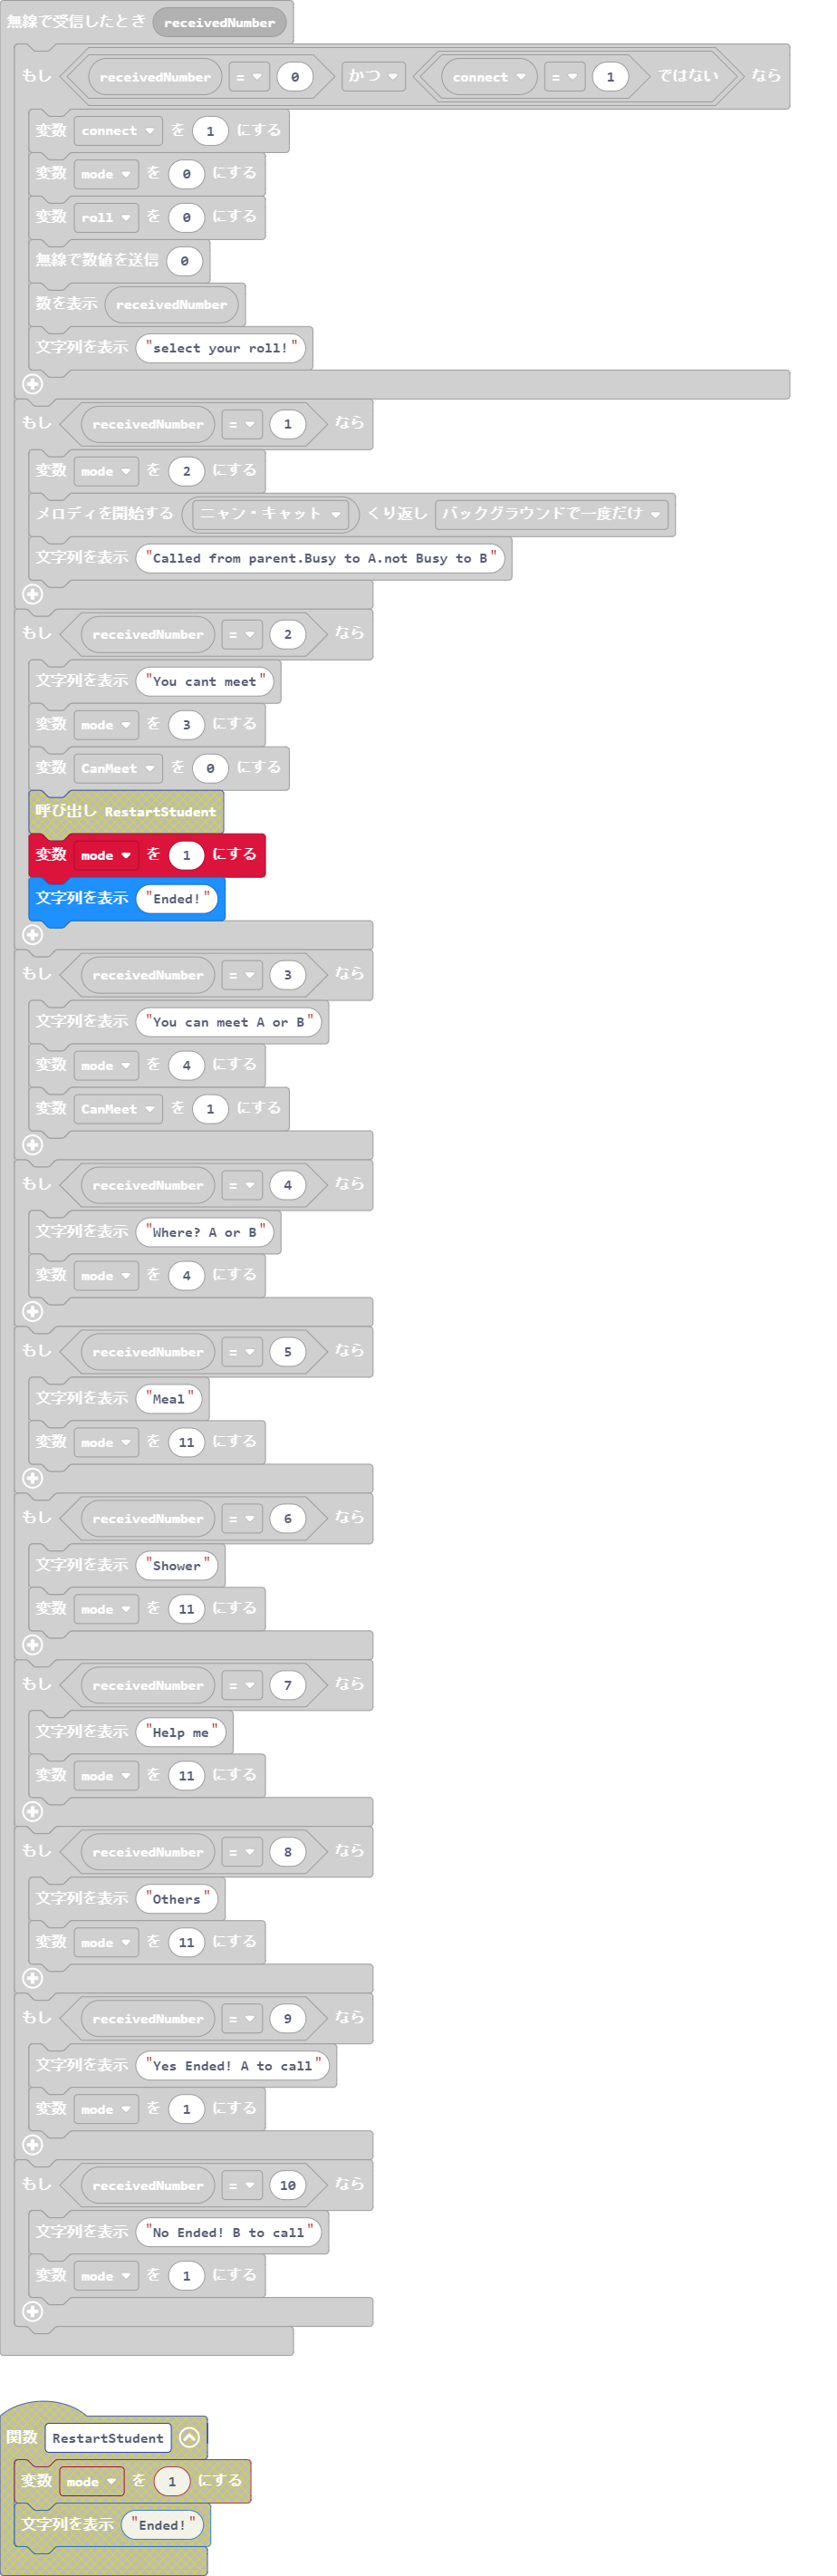 無線で受信したとき receivedNumber
もし receivedNumber = 0 かつ connect = 1 ではない なら
変数 connect を 1 にする
変数 mode を 0 にする
変数 roll を 0 にする
無線で数値を送信 0
数を表示 receivedNumber
文字列を表示 "select your roll!"
もし receivedNumber = 1 なら
変数 mode を 2 にする
メロディを開始する ニャン・キャット くり返し バックグラウンドで一度だけ
文字列を表示 "Called from parent.Busy to A.not Busy to B"
もし receivedNumber = 2 なら
文字列を表示 "You cant meet"
変数 mode を 3 にする
変数 CanMeet を 0 にする
呼び出し RestartStudent
変数 mode を 1 にする
文字列を表示 "Ended!"
もし receivedNumber = 3 なら
文字列を表示 "You can meet A or B"
変数 mode を 4 にする
変数 CanMeet を 1 にする
もし receivedNumber = 4 なら
文字列を表示 "Where? A or B"
変数 mode を 4 にする
もし receivedNumber = 5 なら
文字列を表示 "Meal"
変数 mode を 11 にする
もし receivedNumber = 6 なら
文字列を表示 "Shower"
変数 mode を 11 にする
もし receivedNumber = 7 なら
文字列を表示 "Help me"
変数 mode を 11 にする
もし receivedNumber = 8 なら
文字列を表示 "Others"
変数 mode を 11 にする
もし receivedNumber = 9 なら
文字列を表示 "Yes Ended! A to call"
変数 mode を 1 にする
もし receivedNumber = 10 なら
文字列を表示 "No Ended! B to call"
変数 mode を 1 にする
関数 RestartStudent
変数 mode を 1 にする
文字列を表示 "Ended!"